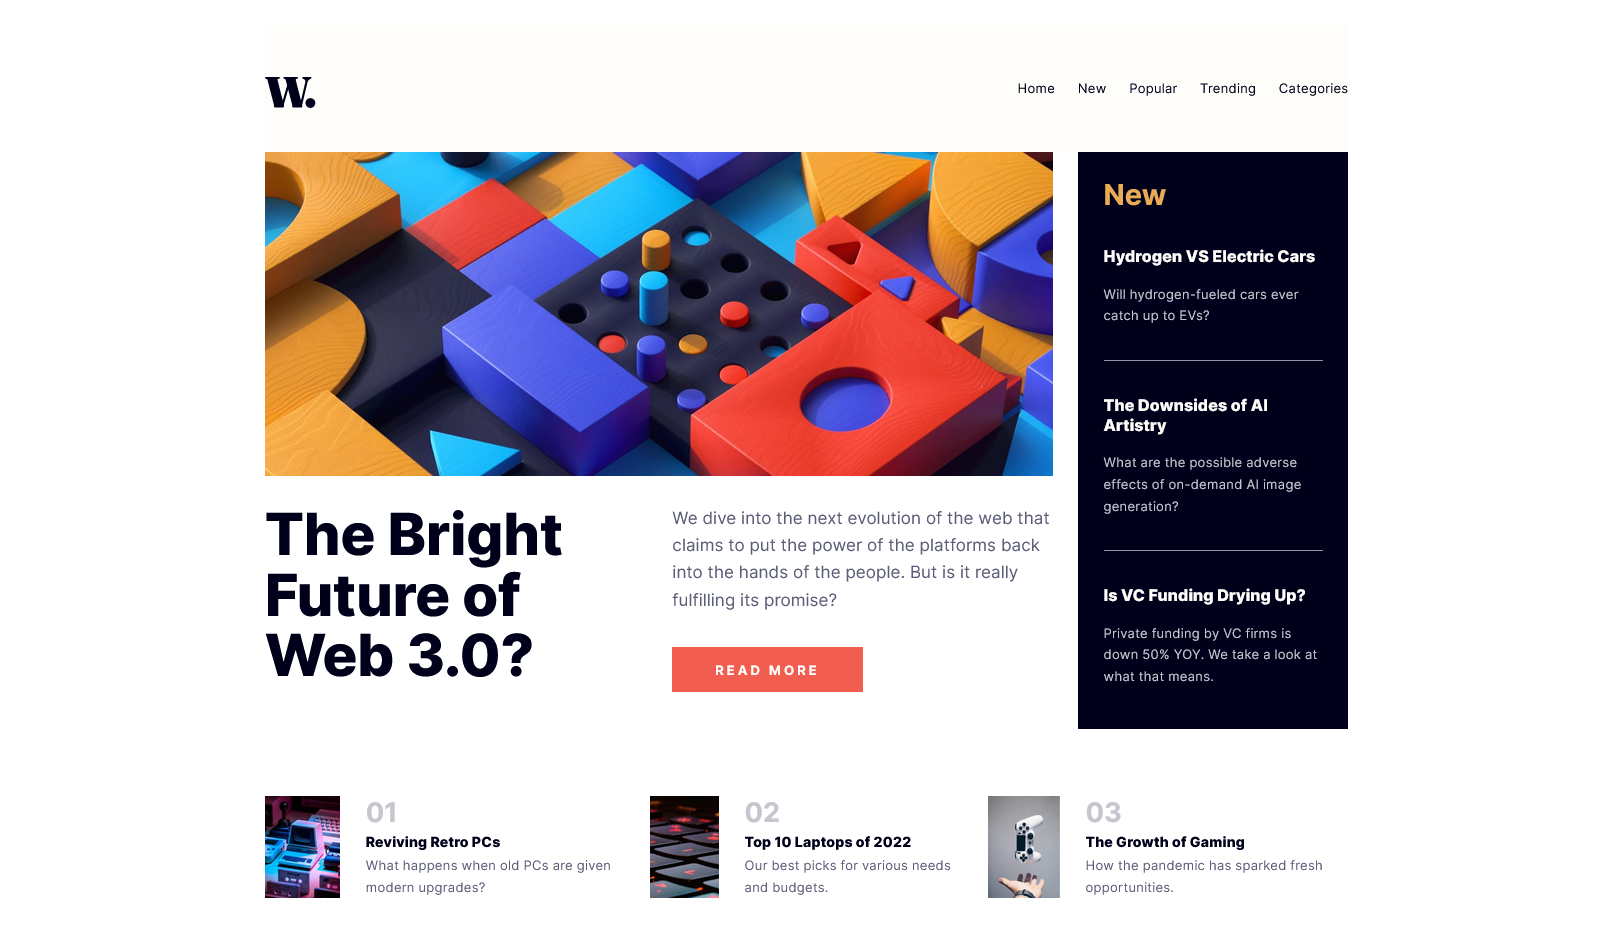 W.
Home New Popular Trending Categories
New
Hydrogen VS Electric Cars
Will hydrogen-fueled cars ever
catch up to EVs?
The Downsides of AI
Artistry
What are the possible adverse
effects of on-demand AI image
generation?
Is VC Funding Drying Up?
Private funding by VC firms is
down 50% YOY. We take a look at
what that means.
The Bright
Future of
Web 3.0?
We dive into the next evolution of the web that
claims to put the power of the platforms back
into the hands of the people. But is it really
fulfilling its promise?
READ MORE
01
Reviving Retro PCs
What happens when old PCs are given
modern upgrades?
02
Top 10 Laptops of 2022
Our best picks for various needs
and budgets.
03
The Growth of Gaming
How the pandemic has sparked fresh
opportunities.